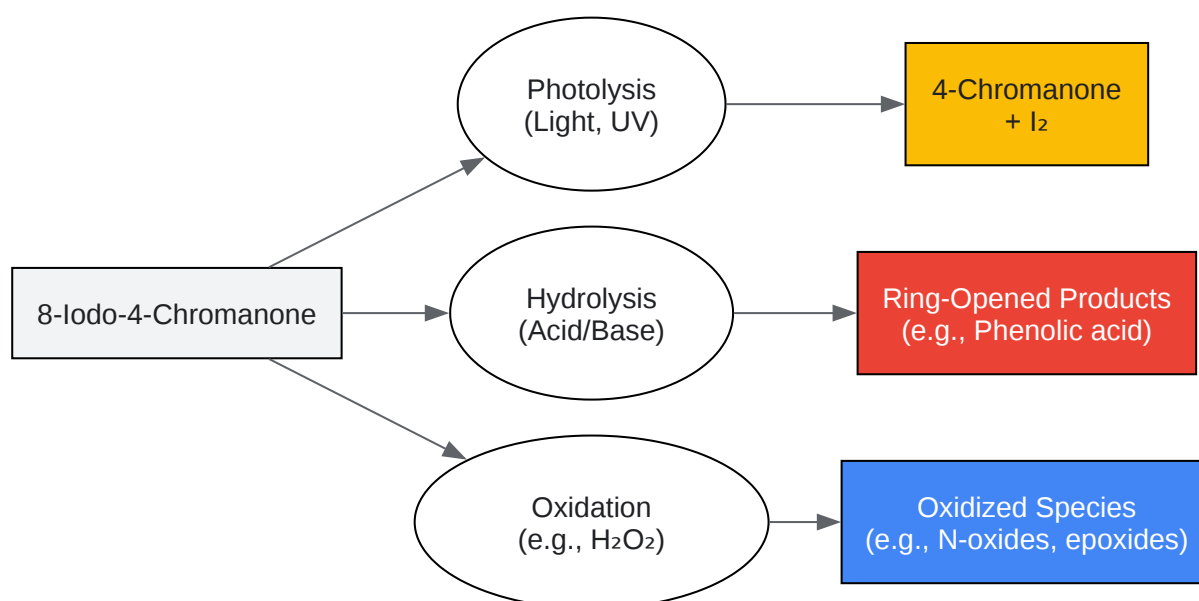 Photolysis
(Light, UV)
4-Chromanone
+ I₂
8-Iodo-4-Chromanone
Hydrolysis
(Acid/Base)
Ring-Opened Products
(e.g., Phenolic acid)
Oxidation
(e.g., H₂O₂)
Oxidized Species
(e.g., N-oxides, epoxides)